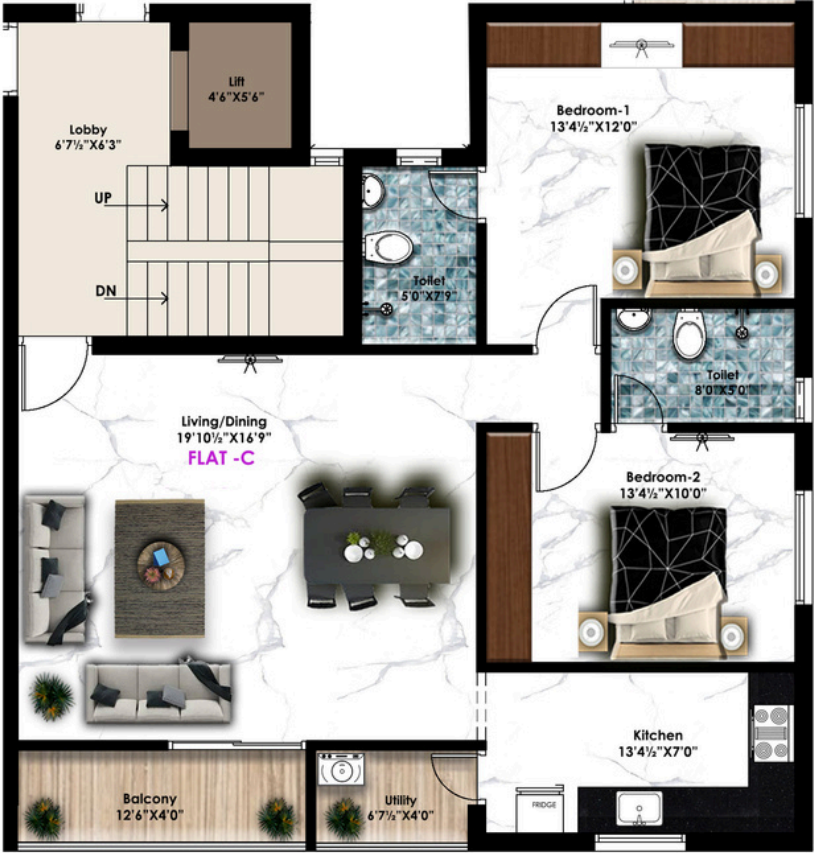 Lift
4'6"X5'6"
Lobby
6'7½"X6'3"
Bedroom-1
13'4½"X12'0"
UP
DN
Toilet
5'0"X7'9"
Toilet
8'0"X5'0"
Living/Dining
19'10½"X16'9"
FLAT -C
Bedroom-2
13'4½"X10'0"
Kitchen
13'4½"X7'0"
Balcony
12'6"X4'0"
Utility
6'7½"X4'0"
FRIDGE